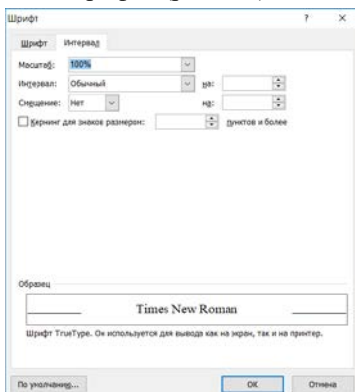 Шрифт ? ×
Шрифт Интервал
Масштаб: 100%
Интервал: Обычный на:
Смещение: Нет на:
Кернинг для знаков размером: пунктов и более
Образец
Times New Roman
Шрифт TrueType. Он используется для вывода как на экран, так и на принтер.
По умолчанию... ОК Отмена